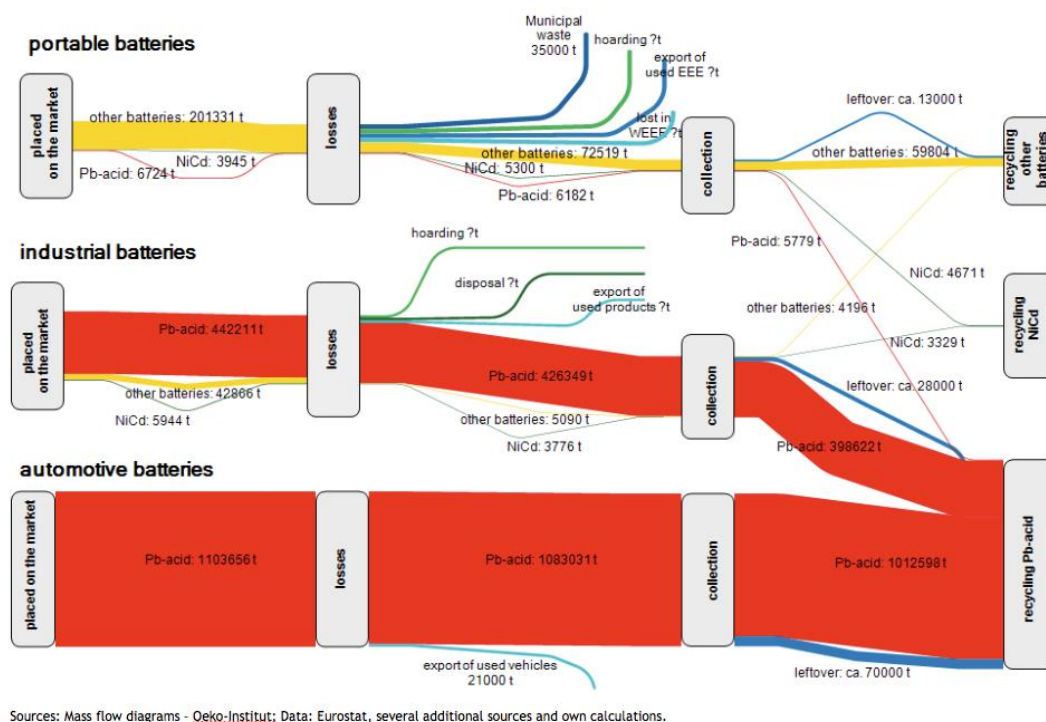 portable batteries
placed
on the market
other batteries: 201331 t
NiCd: 3945 t
Pb-acid: 6724 t
losses
Municipal
waste
35000 t
hoarding ?t
export of
used EEE ?t
lost in
WEEE ?t
other batteries: 72519 t
NiCd: 5300 t
Pb-acid: 6182 t
collection
leftover: ca. 13000 t
other batteries: 59804 t
recycling
other
batteries
Pb-acid: 5779 t
NiCd: 4671 t
industrial batteries
placed
on the market
Pb-acid: 442211 t
other batteries: 42866 t
NiCd: 5944 t
losses
hoarding ?t
disposal ?t
export of
used products ?t
Pb-acid: 426349 t
other batteries: 5090 t
NiCd: 3776 t
collection
other batteries: 4196 t
NiCd: 3329 t
recycling
NiCd
leftover: ca. 28000 t
Pb-acid: 398622 t
automotive batteries
placed on the market
Pb-acid: 1103656 t
losses
Pb-acid: 1083031 t
export of used vehicles
21000 t
collection
Pb-acid: 1012598 t
leftover: ca. 70000 t
recycling Pb-acid
Sources: Mass flow diagrams - Oeko-Institut; Data: Eurostat, several additional sources and own calculations.